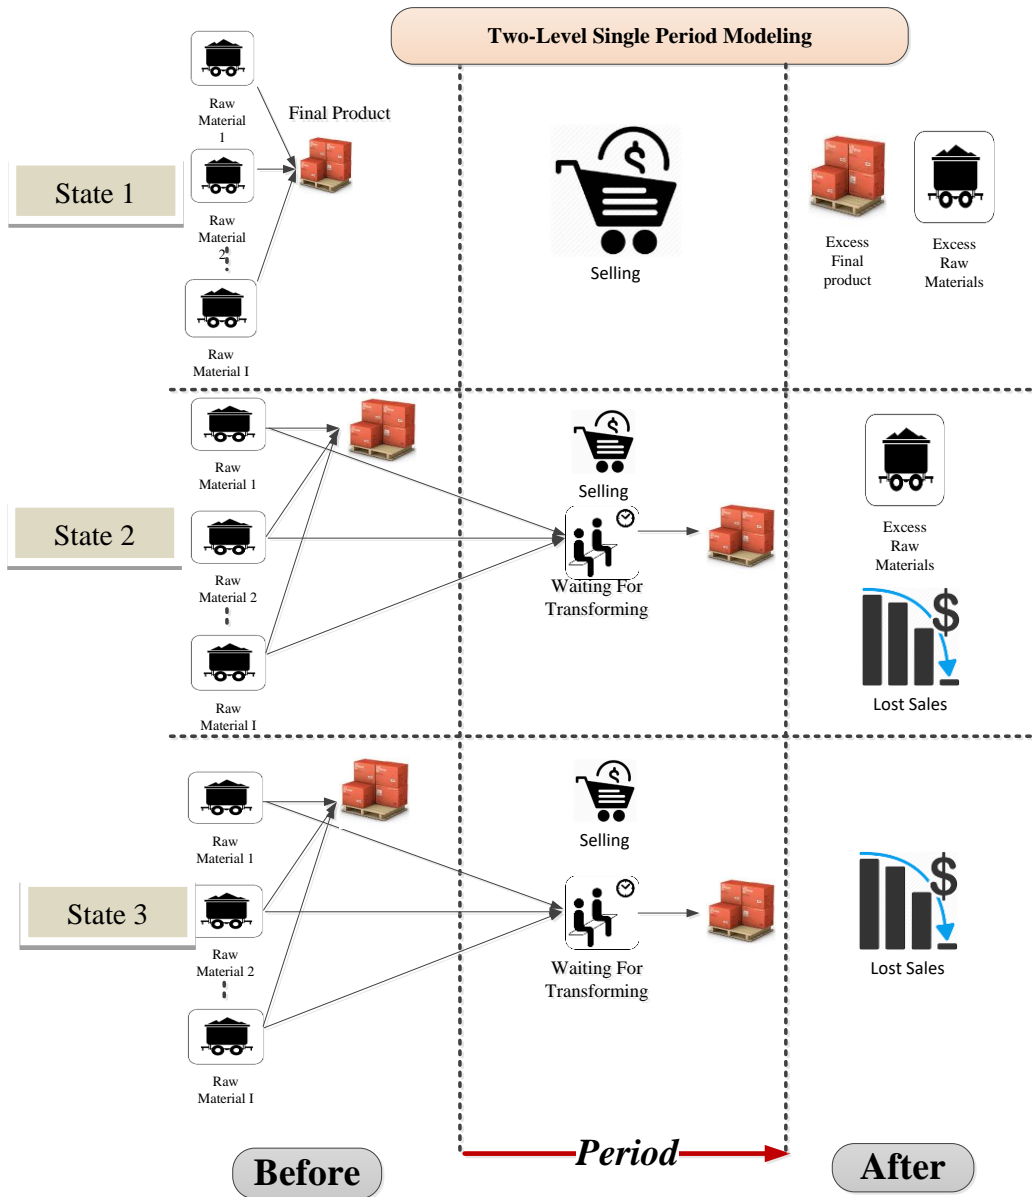 Two-Level Single Period Modeling
State 1
Raw
Material
1
Raw
Material
2
Raw
Material I
Final Product
$
Selling
Excess
Final
product
Excess
Raw
Materials
State 2
Raw
Material 1
Raw
Material 2
Raw
Material I
$
Selling
Waiting For
Transforming
Excess
Raw
Materials
$
Lost Sales
State 3
Raw
Material 1
Raw
Material 2
Raw
Material I
$
Selling
Waiting For
Transforming
$
Lost Sales
Before
Period
After